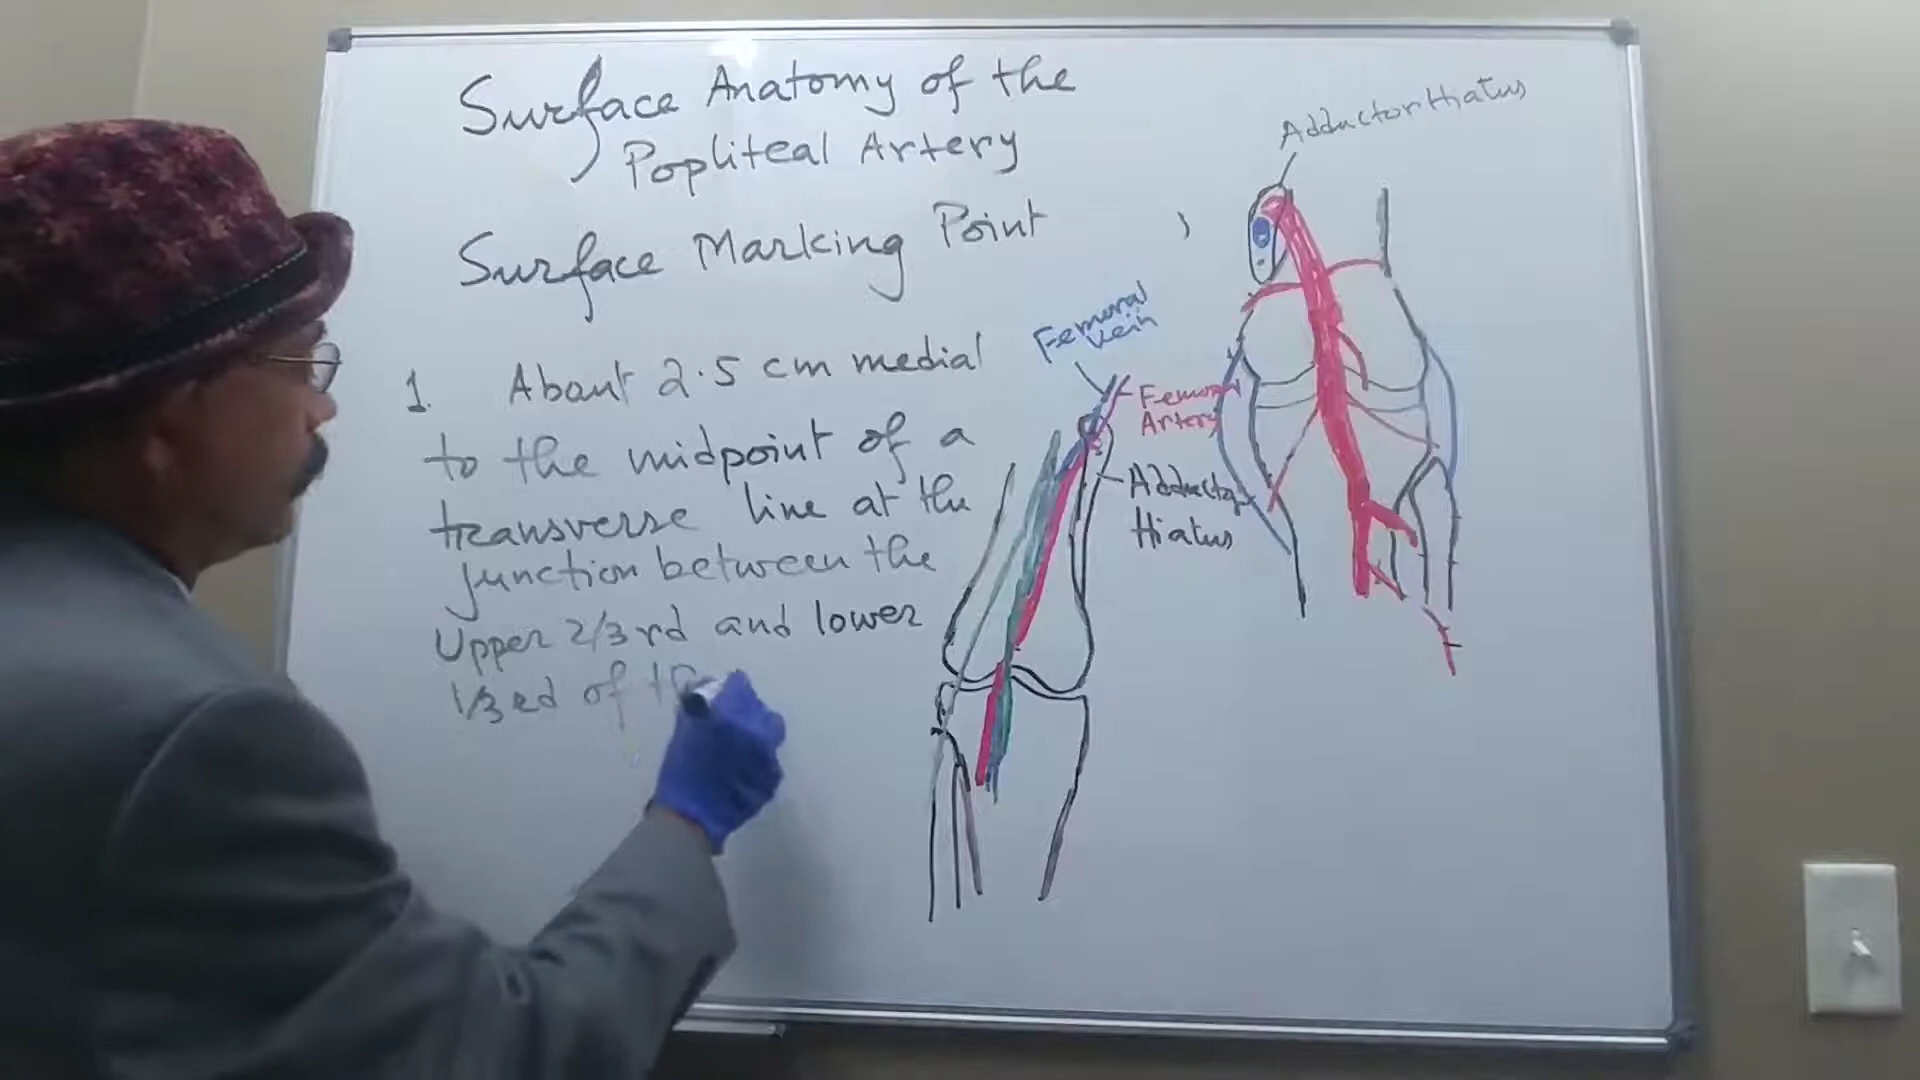 Surface Anatomy of the
Popliteal Artery
Surface Marking Point
1. About 2.5 cm medial
to the midpoint of a
transverse line at the
junction between the
Upper 2/3rd and lower
1/3rd of
Adductor Hiatus
Femoral
Vein
Femoral
Artery
Adductor
Hiatus